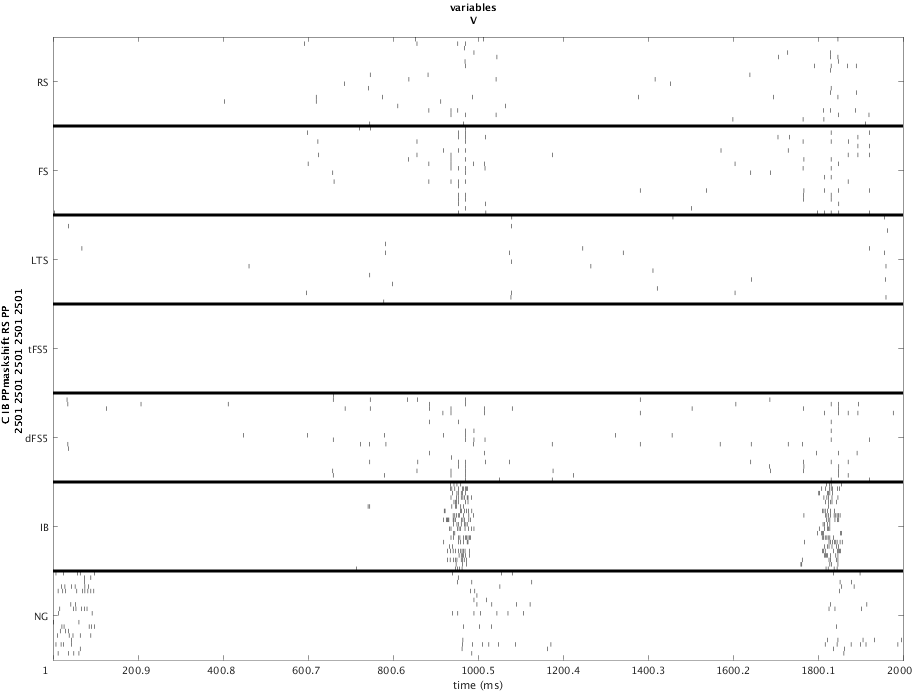 variables
V
RS
FS
LTS
tFS5
dFS5
IB
NG
C IB PPmaskshift RS PP
2501 2501 2501 2501 2501
1 200.9 400.8 600.7 800.6 1000.5 1200.4 1400.3 1600.2 1800.1 2000
time (ms)